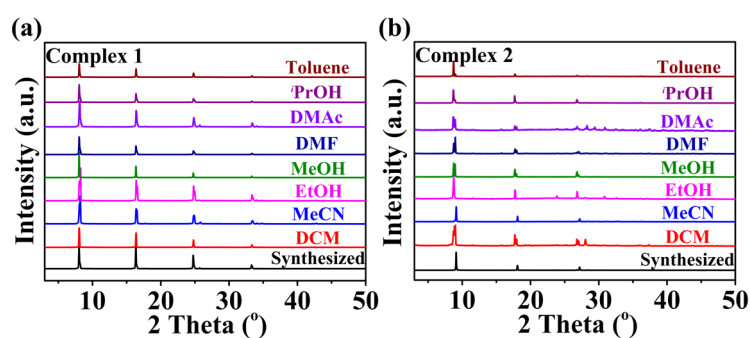 (a)
Complex 1
Toluene
iPrOH
DMAc
DMF
MeOH
EtOH
MeCN
DCM
Synthesized
Intensity (a.u.)
10 20 30 40 50
2 Theta (o)
(b)
Complex 2
Toluene
iPrOH
DMAc
DMF
MeOH
EtOH
MeCN
DCM
Synthesized
Intensity (a.u.)
10 20 30 40 50
2 Theta (o)